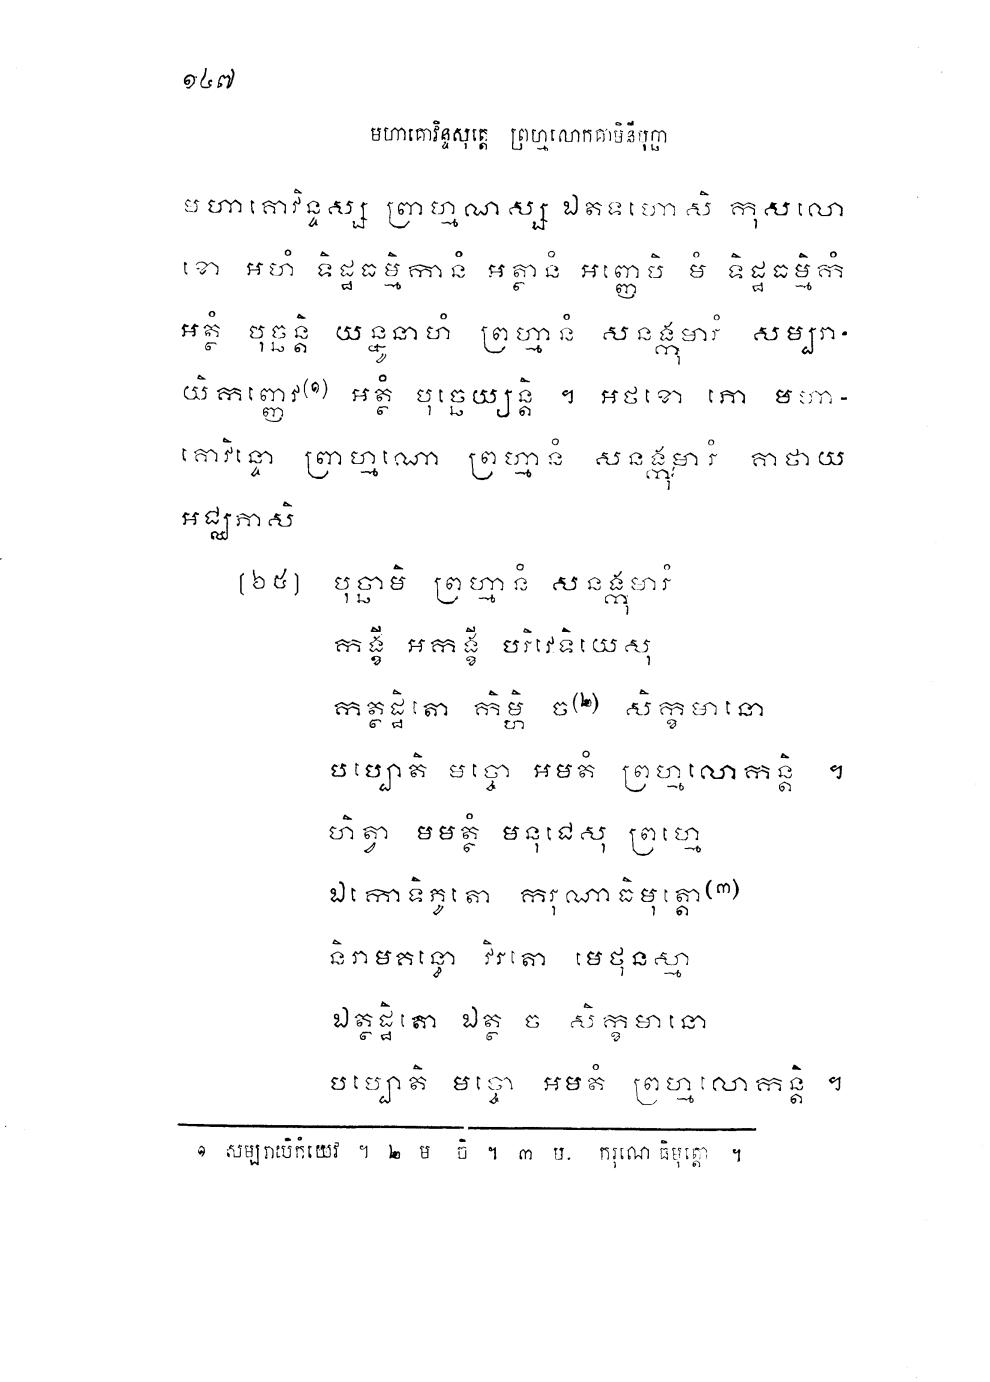 ១៤៧
មហាគោវិន្ទសុត្តេ ព្រហ្មលោកគាមិនីបុច្ឆា
មហាគោវិន្ទស្ស ព្រាហ្មណស្ស ឯតទហោសិ កុសលោ
ខោ អហំ ទិដ្ឋធម្មិកានំ អត្ថានំ អញ្ញេបិ មំ ទិដ្ឋធម្មិកំ
អត្ថំ បុច្ឆន្តិ យន្នូនាហំ ព្រហ្មានំ សនង្កុមារំ សម្បរា-
យិកញ្ញេវ(១) អត្ថំ បុច្ឆេយ្យន្តិ ។ អថខោ ភោ មហា-
គោវិន្ទោ ព្រាហ្មណោ ព្រហ្មានំ សនង្កុមារំ គាថាយ
អជ្ឈភាសិ
(៦៥) បុច្ឆាមិ ព្រហ្មានំ សនង្កុមារំ
កង្ខី អកង្ខី បរិវេទិយេសុ
កត្ថដ្ឋិតោ កិម្ហិ ច(២) សិក្ខមានោ
បប្បោតិ មច្ចោ អមតំ ព្រហ្មលោកន្តិ ។
ហិត្វា មមត្តំ មនុជេសុ ព្រហ្មេ
ឯកោទិភូតោ ករុណាធិមុត្តោ(៣)
និរាមគន្ធោ វិរតោ មេថុនស្មា
ឯត្ថដ្ឋិតោ ឯត្ថ ច សិក្ខមានោ
បប្បោតិ មច្ចោ អមតំ ព្រហ្មលោកន្តិ ។
១ សម្បរាយិកំយេវ ។ ២ ម ចិ ។ ៣ ម. ករុណេធិមុត្តោ ។